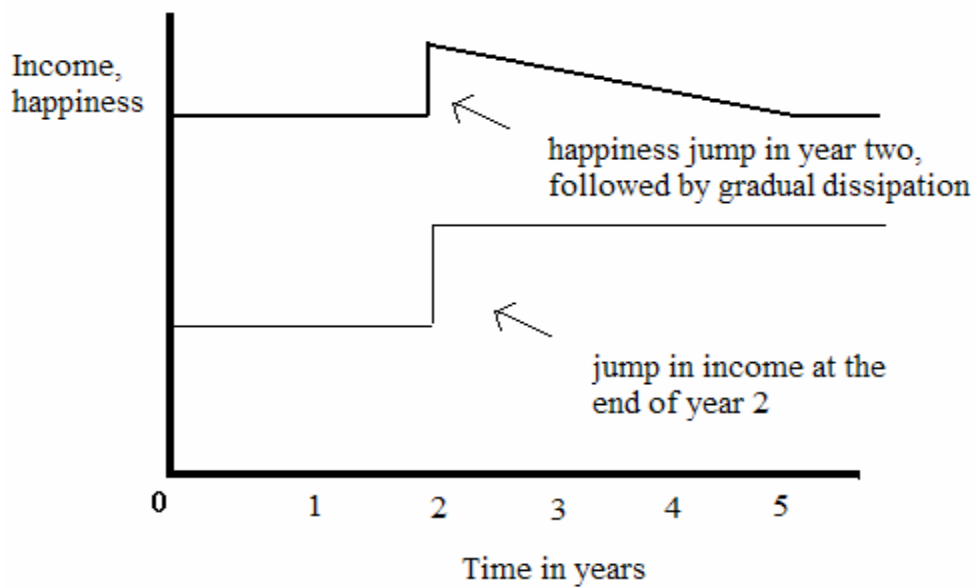 Income,
happiness
happiness jump in year two,
followed by gradual dissipation
jump in income at the
end of year 2
0 1 2 3 4 5
Time in years